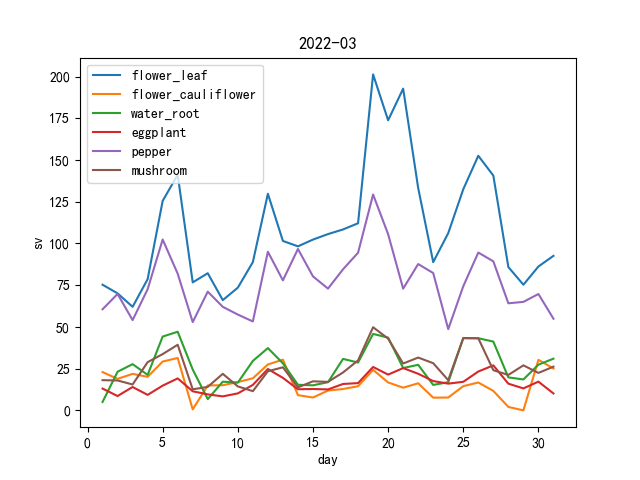 2022-03
flower_leaf
flower_cauliflower
water_root
eggplant
pepper
mushroom
200
175
150
125
100
75
50
25
0
sv
0 5 10 15 20 25 30
day